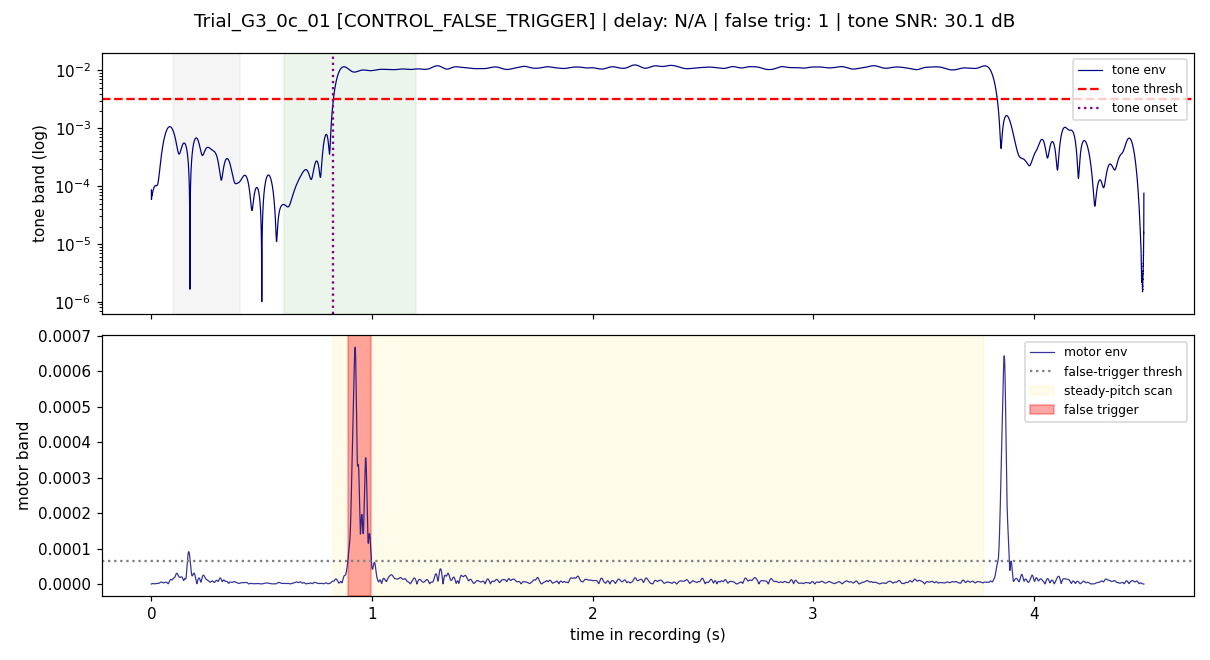 Trial_G3_0c_01 [CONTROL_FALSE_TRIGGER] | delay: N/A | false trig: 1 | tone SNR: 30.1 dB
tone band (log)
10⁻²
10⁻³
10⁻⁴
10⁻⁵
10⁻⁶
tone env
tone thresh
tone onset
motor band
0.0007
0.0006
0.0005
0.0004
0.0003
0.0002
0.0001
0.0000
motor env
false-trigger thresh
steady-pitch scan
false trigger
0 1 2 3 4
time in recording (s)